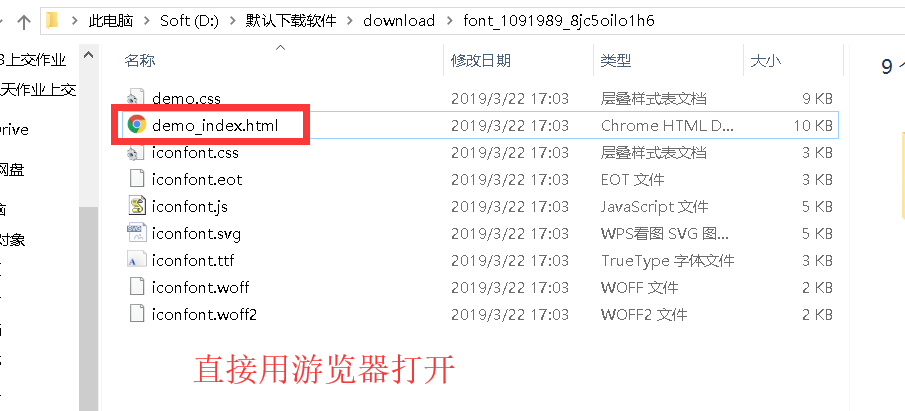 此电脑 > Soft (D:) > 默认下载软件 > download > font_1091989_8jc5oilo1h6
3上交作业
天作业上交
网盘
对象
名称 修改日期 类型 大小
9
demo.css 2019/3/22 17:03 层叠样式表文档 9 KB
demo_index.html 2019/3/22 17:03 Chrome HTML D... 10 KB
iconfont.css 2019/3/22 17:03 层叠样式表文档 3 KB
iconfont.eot 2019/3/22 17:03 EOT 文件 3 KB
iconfont.js 2019/3/22 17:03 JavaScript 文件 5 KB
iconfont.svg 2019/3/22 17:03 WPS看图 SVG 图... 5 KB
iconfont.ttf 2019/3/22 17:03 TrueType 字体文件 3 KB
iconfont.woff 2019/3/22 17:03 WOFF 文件 2 KB
iconfont.woff2 2019/3/22 17:03 WOFF2 文件 2 KB
直接用游览器打开